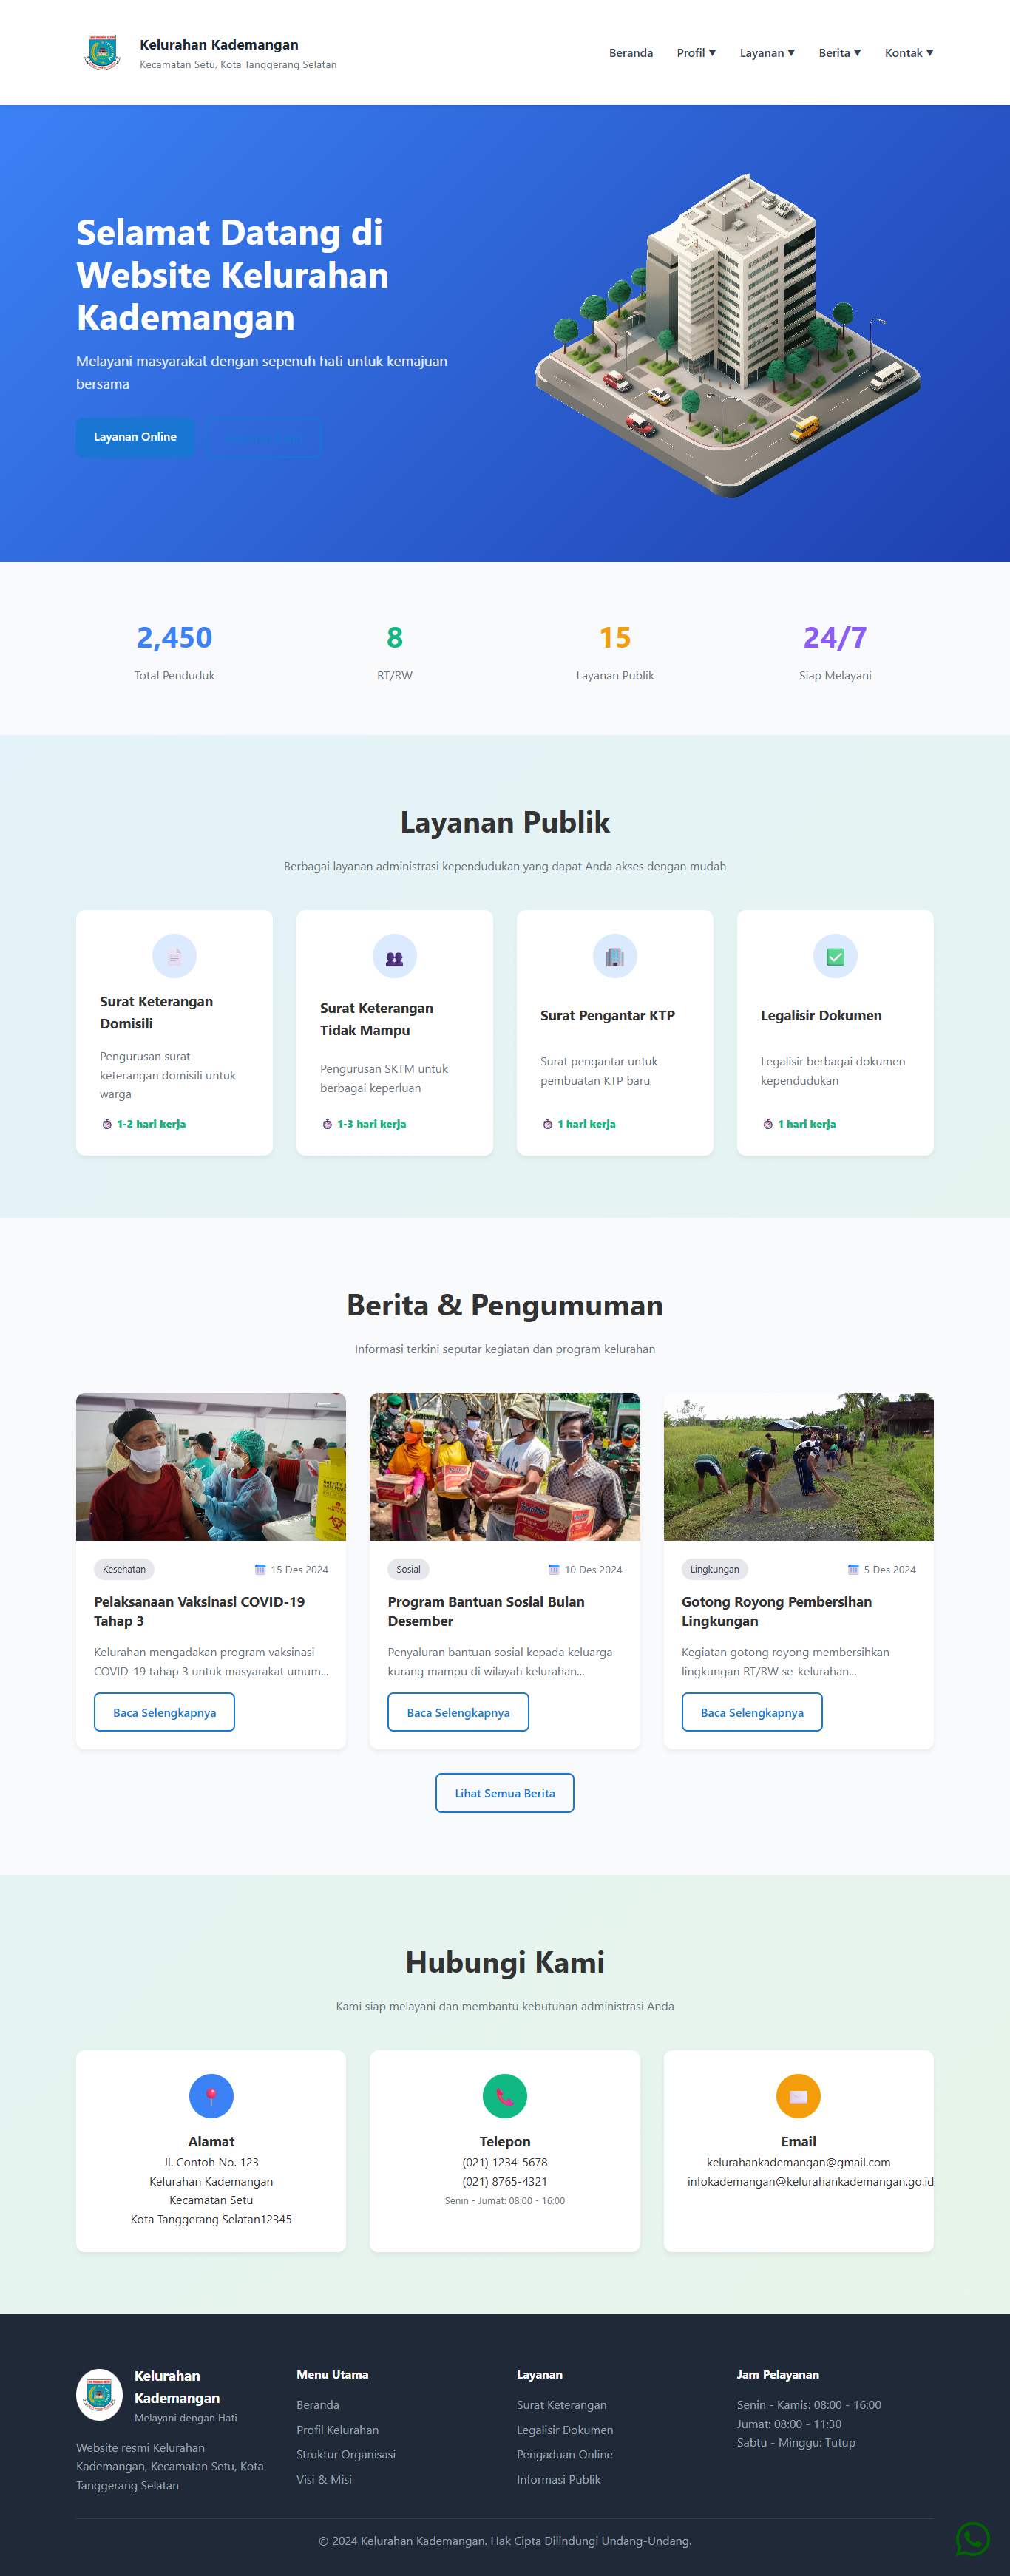 Kelurahan Kademangan
Kecamatan Setu, Kota Tanggerang Selatan
Beranda
Profil ▼
Layanan ▼
Berita ▼
Kontak ▼
Selamat Datang di
Website Kelurahan
Kademangan
Melayani masyarakat dengan sepenuh hati untuk kemajuan
bersama
Layanan Online
2,450
Total Penduduk
8
RT/RW
15
Layanan Publik
24/7
Siap Melayani
Layanan Publik
Berbagai layanan administrasi kependudukan yang dapat Anda akses dengan mudah
Surat Keterangan
Domisili
Pengurusan surat
keterangan domisili untuk
warga
1-2 hari kerja
Surat Keterangan
Tidak Mampu
Pengurusan SKTM untuk
berbagai keperluan
1-3 hari kerja
Surat Pengantar KTP
Surat pengantar untuk
pembuatan KTP baru
1 hari kerja
Legalisir Dokumen
Legalisir berbagai dokumen
kependudukan
1 hari kerja
Berita & Pengumuman
Informasi terkini seputar kegiatan dan program kelurahan
Kesehatan
15 Des 2024
Pelaksanaan Vaksinasi COVID-19
Tahap 3
Kelurahan mengadakan program vaksinasi
COVID-19 tahap 3 untuk masyarakat umum...
Baca Selengkapnya
Sosial
10 Des 2024
Program Bantuan Sosial Bulan
Desember
Penyaluran bantuan sosial kepada keluarga
kurang mampu di wilayah kelurahan...
Baca Selengkapnya
Lingkungan
5 Des 2024
Gotong Royong Pembersihan
Lingkungan
Kegiatan gotong royong membersihkan
lingkungan RT/RW se-kelurahan...
Baca Selengkapnya
Lihat Semua Berita
Hubungi Kami
Kami siap melayani dan membantu kebutuhan administrasi Anda
Alamat
Jl. Contoh No. 123
Kelurahan Kademangan
Kecamatan Setu
Kota Tanggerang Selatan12345
Telepon
(021) 1234-5678
(021) 8765-4321
Senin - Jumat: 08:00 - 16:00
Email
kelurahankademangan@gmail.com
infokademangan@kelurahankademangan.go.id
Kelurahan
Kademangan
Melayani dengan Hati
Website resmi Kelurahan
Kademangan, Kecamatan Setu, Kota
Tanggerang Selatan
Menu Utama
Beranda
Profil Kelurahan
Struktur Organisasi
Visi & Misi
Layanan
Surat Keterangan
Legalisir Dokumen
Pengaduan Online
Informasi Publik
Jam Pelayanan
Senin - Kamis: 08:00 - 16:00
Jumat: 08:00 - 11:30
Sabtu - Minggu: Tutup
© 2024 Kelurahan Kademangan. Hak Cipta Dilindungi Undang-Undang.